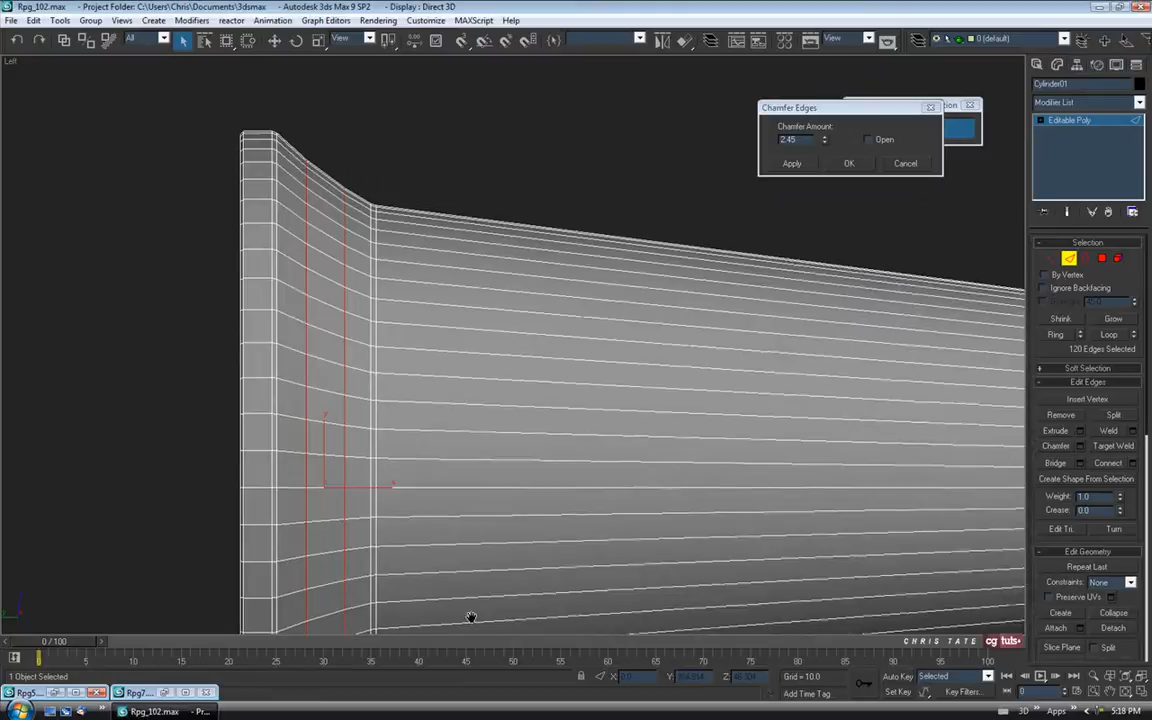 Rpg_102.max - Project Folder: C:\Users\Chris\Documents\3dsmax - Autodesk 3ds Max 9 SP2 - Display : Direct 3D
File Edit Tools Group Views Create Modifiers reactor Animation Graph Editors Rendering Customize MAXScript Help
All View View 0 (default)
Left
Chamfer Edges
Chamfer Amount:
2.45 Open
Apply OK Cancel
Cylinder01
Modifier List
Editable Poly
Selection
By Vertex
Ignore Backfacing
Shrink Grow
Ring Loop
120 Edges Selected
Soft Selection
Edit Edges
Insert Vertex
Remove Split
Extrude Weld
Chamfer Target Weld
Bridge Connect
Create Shape From Selection
Weight: 1.0
Crease: 0.0
Edit Tri. Turn
Edit Geometry
Repeat Last
Constraints: None
Preserve UVs
Create Collapse
Attach Detach
Slice Plane Split
y
x
CHRIS TATE cg tuts+
0 / 100
0 5 10 15 20 25 30 35 40 45 50 55 60 65 70 75 80 85 90 95 100
1 Object Selected X: 0.0 Y: Z: Grid = 10.0 Auto Key Selected
Add Time Tag Set Key Key Filters... 0
Rpg5... Rpg7...
Rpg_102.max - Pr... 3D Apps 5:18 PM